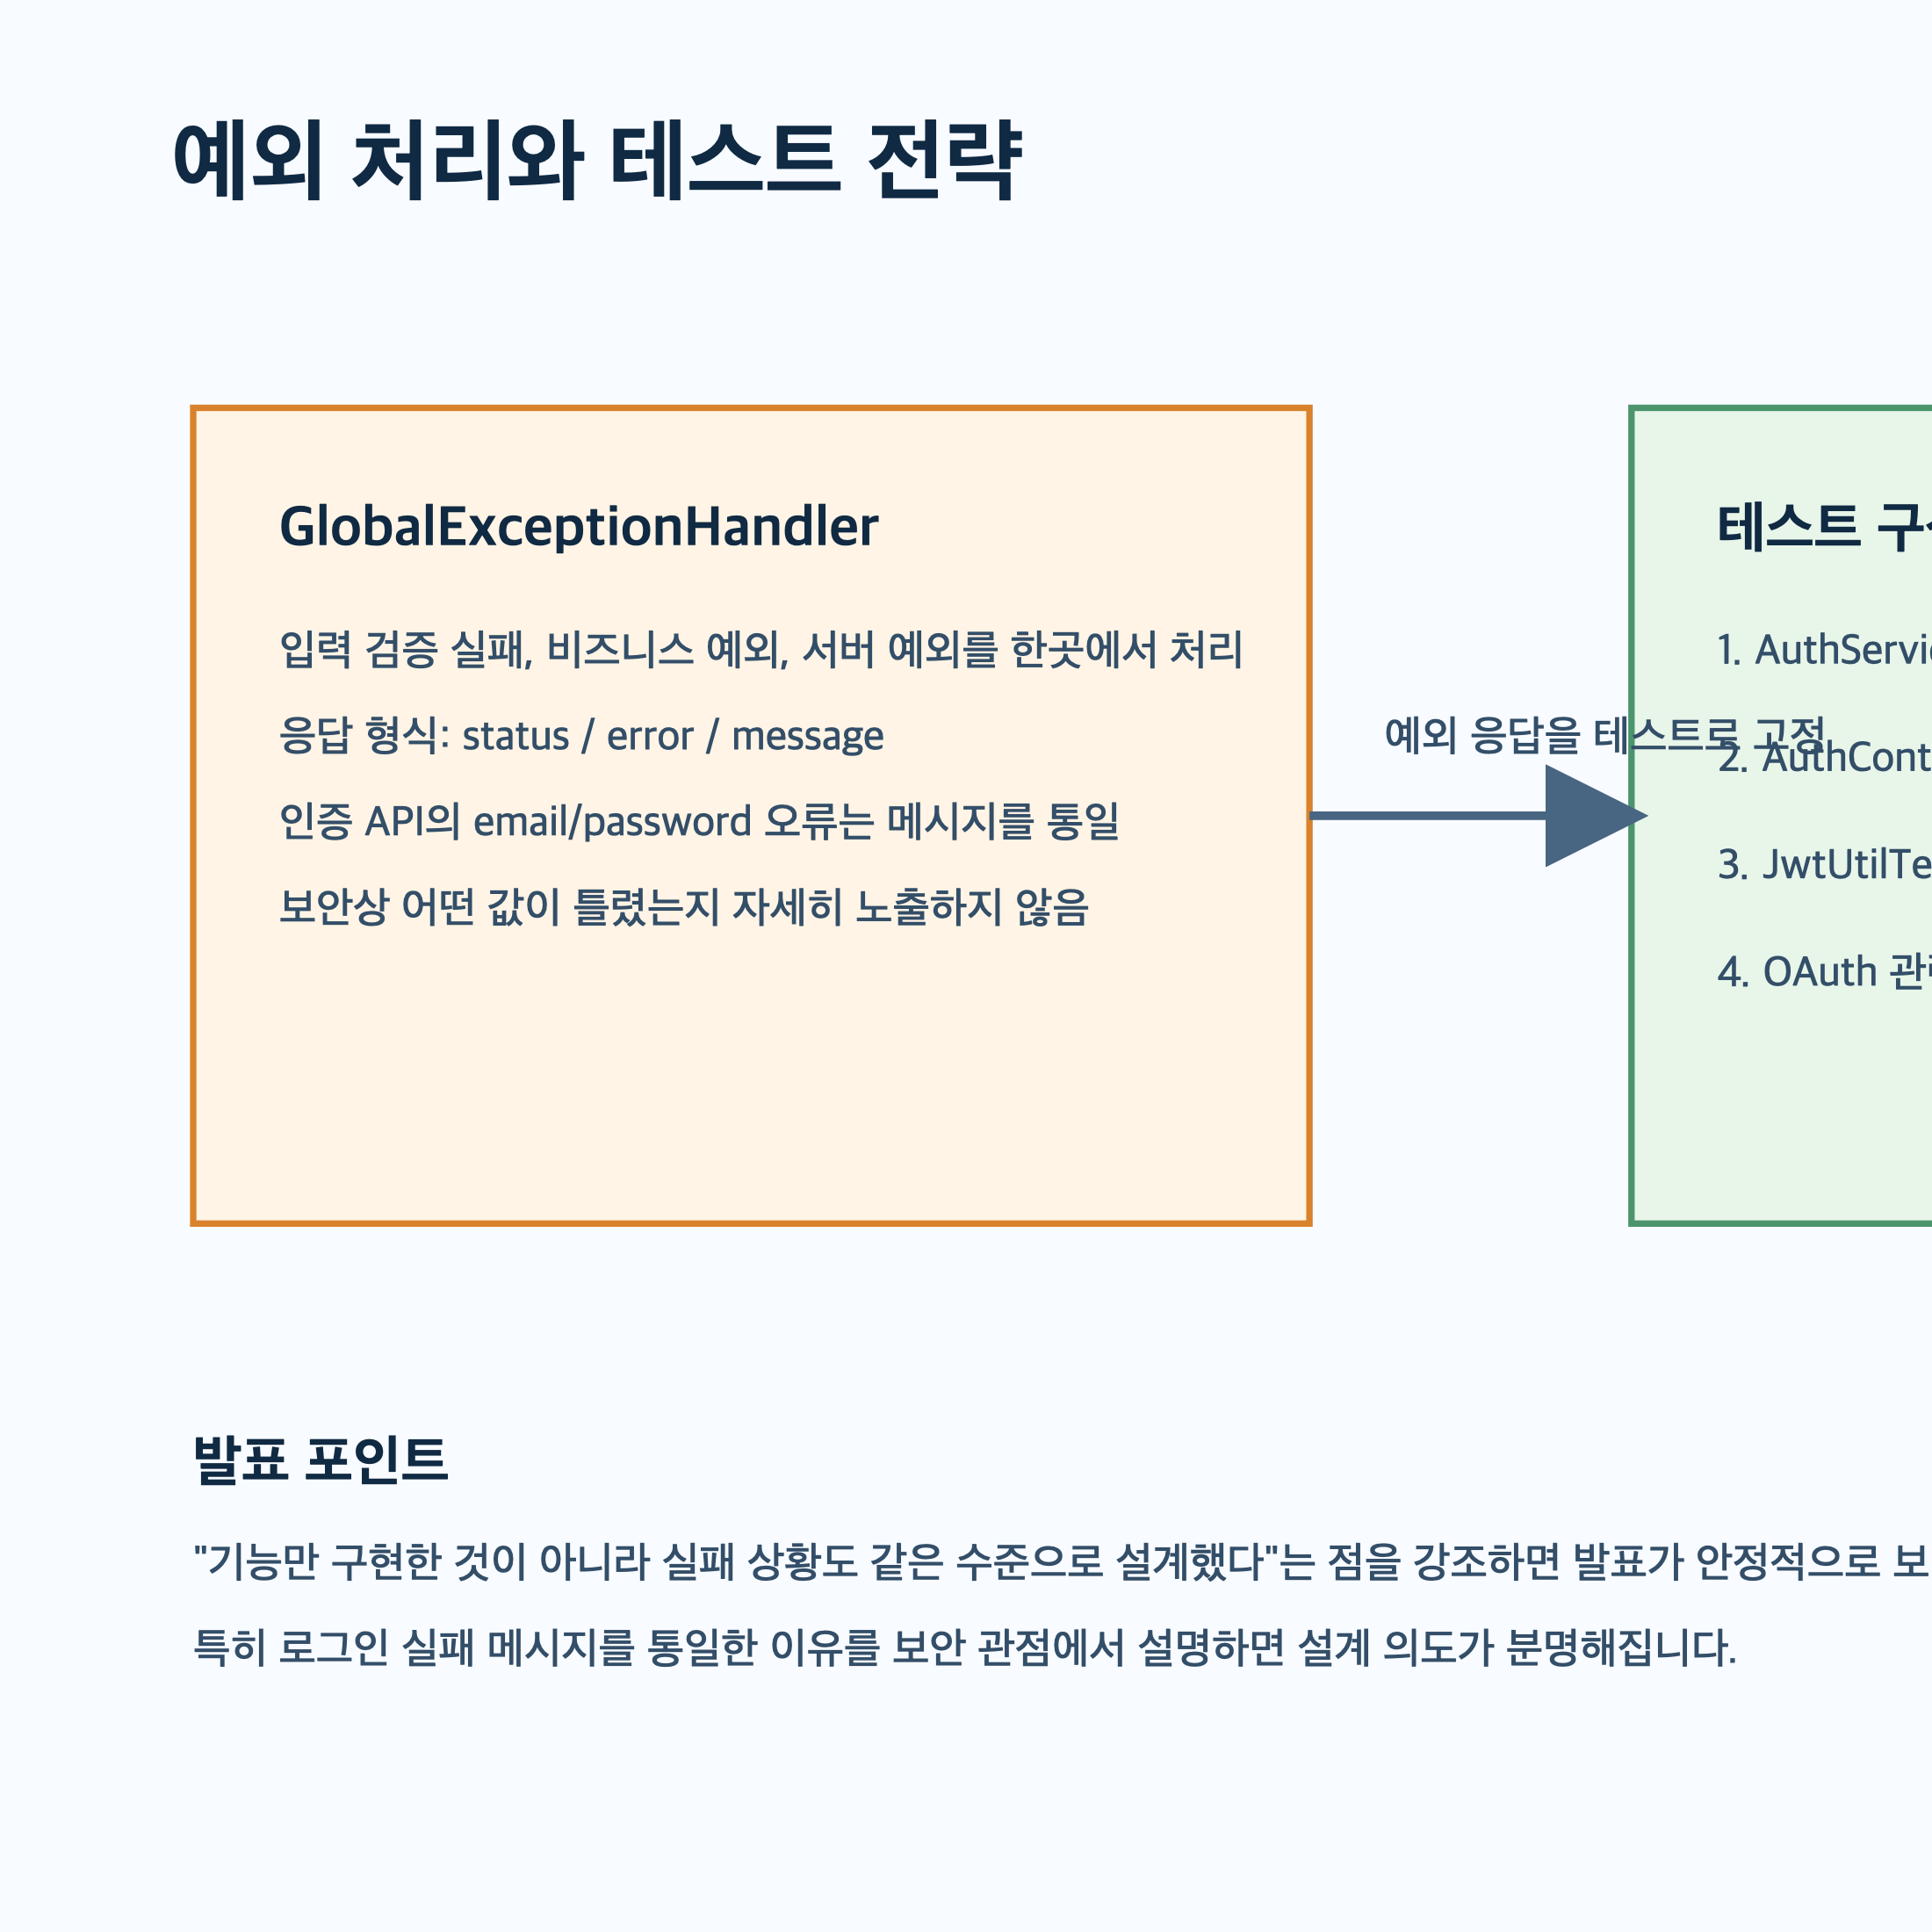 예외 처리와 테스트 전략
GlobalExceptionHandler
입력 검증 실패, 비즈니스 예외, 서버 예외를 한곳에서 처리
응답 형식: status / error / message
인증 API의 email/password 오류는 메시지를 통일
보안상 어떤 값이 틀렸는지 자세히 노출하지 않음
예외 응답을 테스트로 고정
테스트
1.
2. AuthCont
3. JwtUtilTe
4. OAuth
발표 포인트
"기능만 구현한 것이 아니라 실패 상황도 같은 수준으로 설계했다"는 점을 강조하면 발표가 안정적으로 보
특히 로그인 실패 메시지를 통일한 이유를 보안 관점에서 설명하면 설계 의도가 분명해집니다.